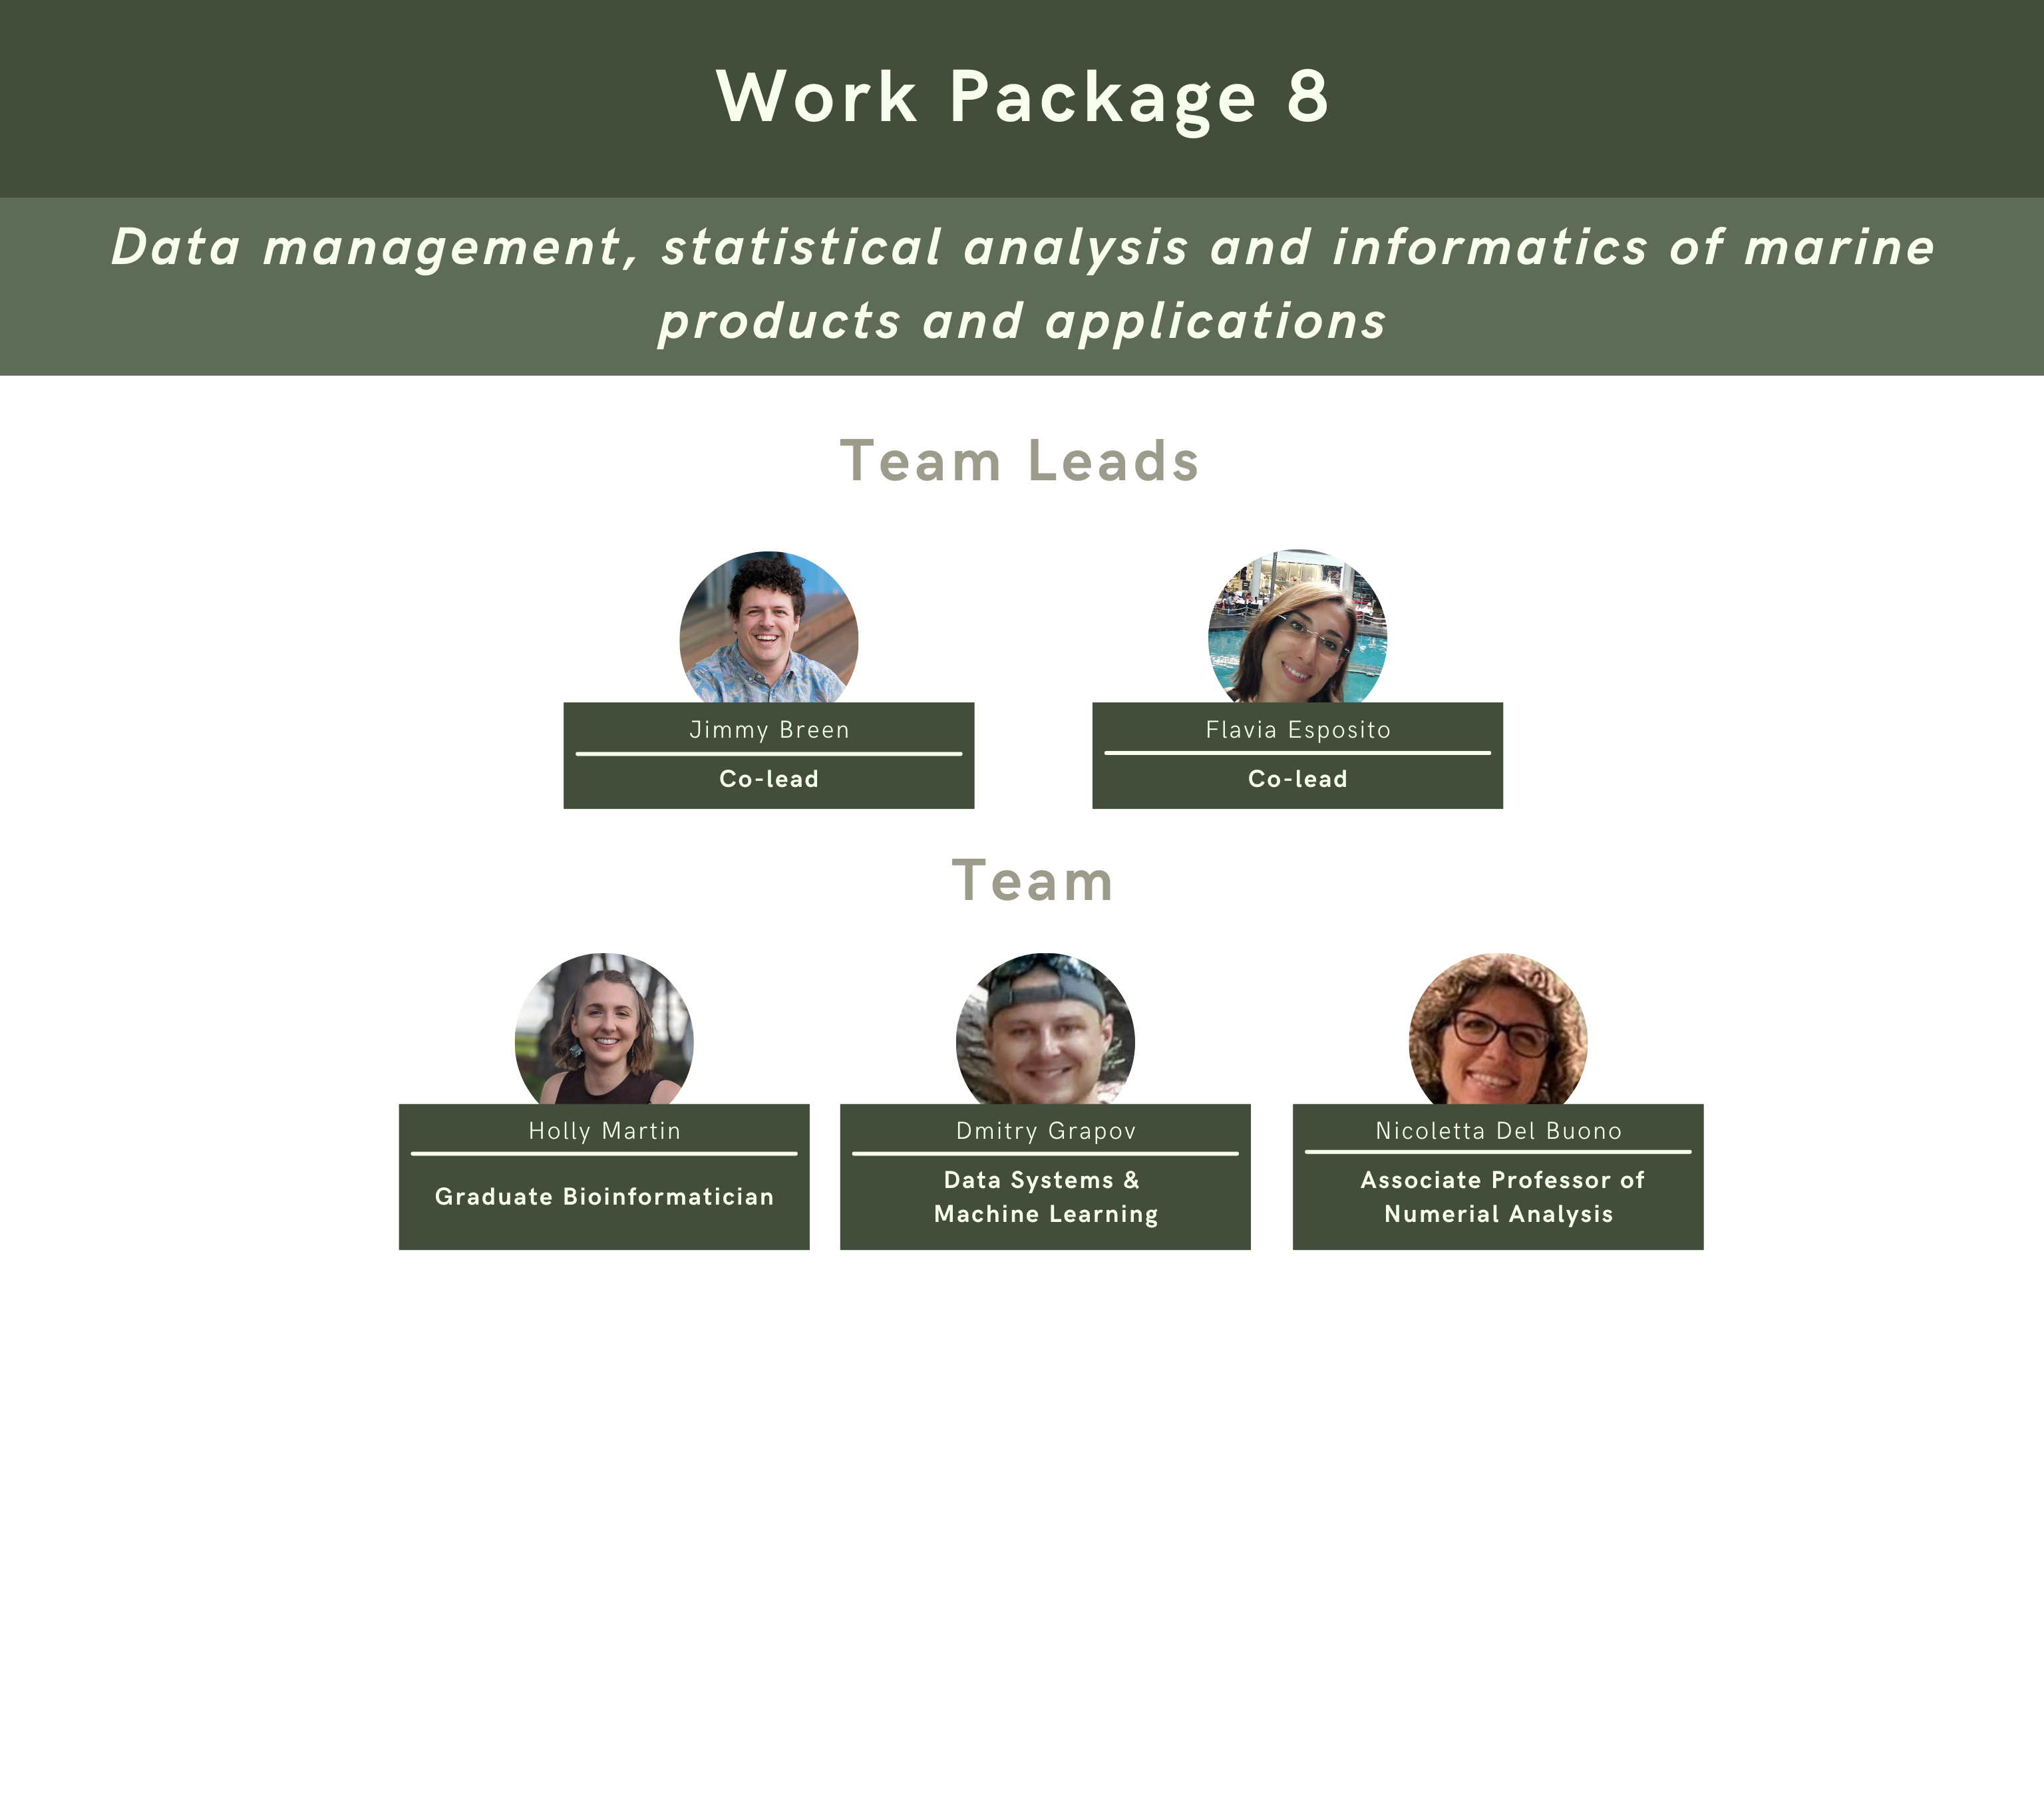 Work Package 8
Data management, statistical analysis and informatics of marine
products and applications
Team Leads
Jimmy Breen
Co-lead
Flavia Esposito
Co-lead
Team
Holly Martin
Graduate Bioinformatician
Dmitry Grapov
Data Systems &
Machine Learning
Nicoletta Del Buono
Associate Professor of
Numerial Analysis